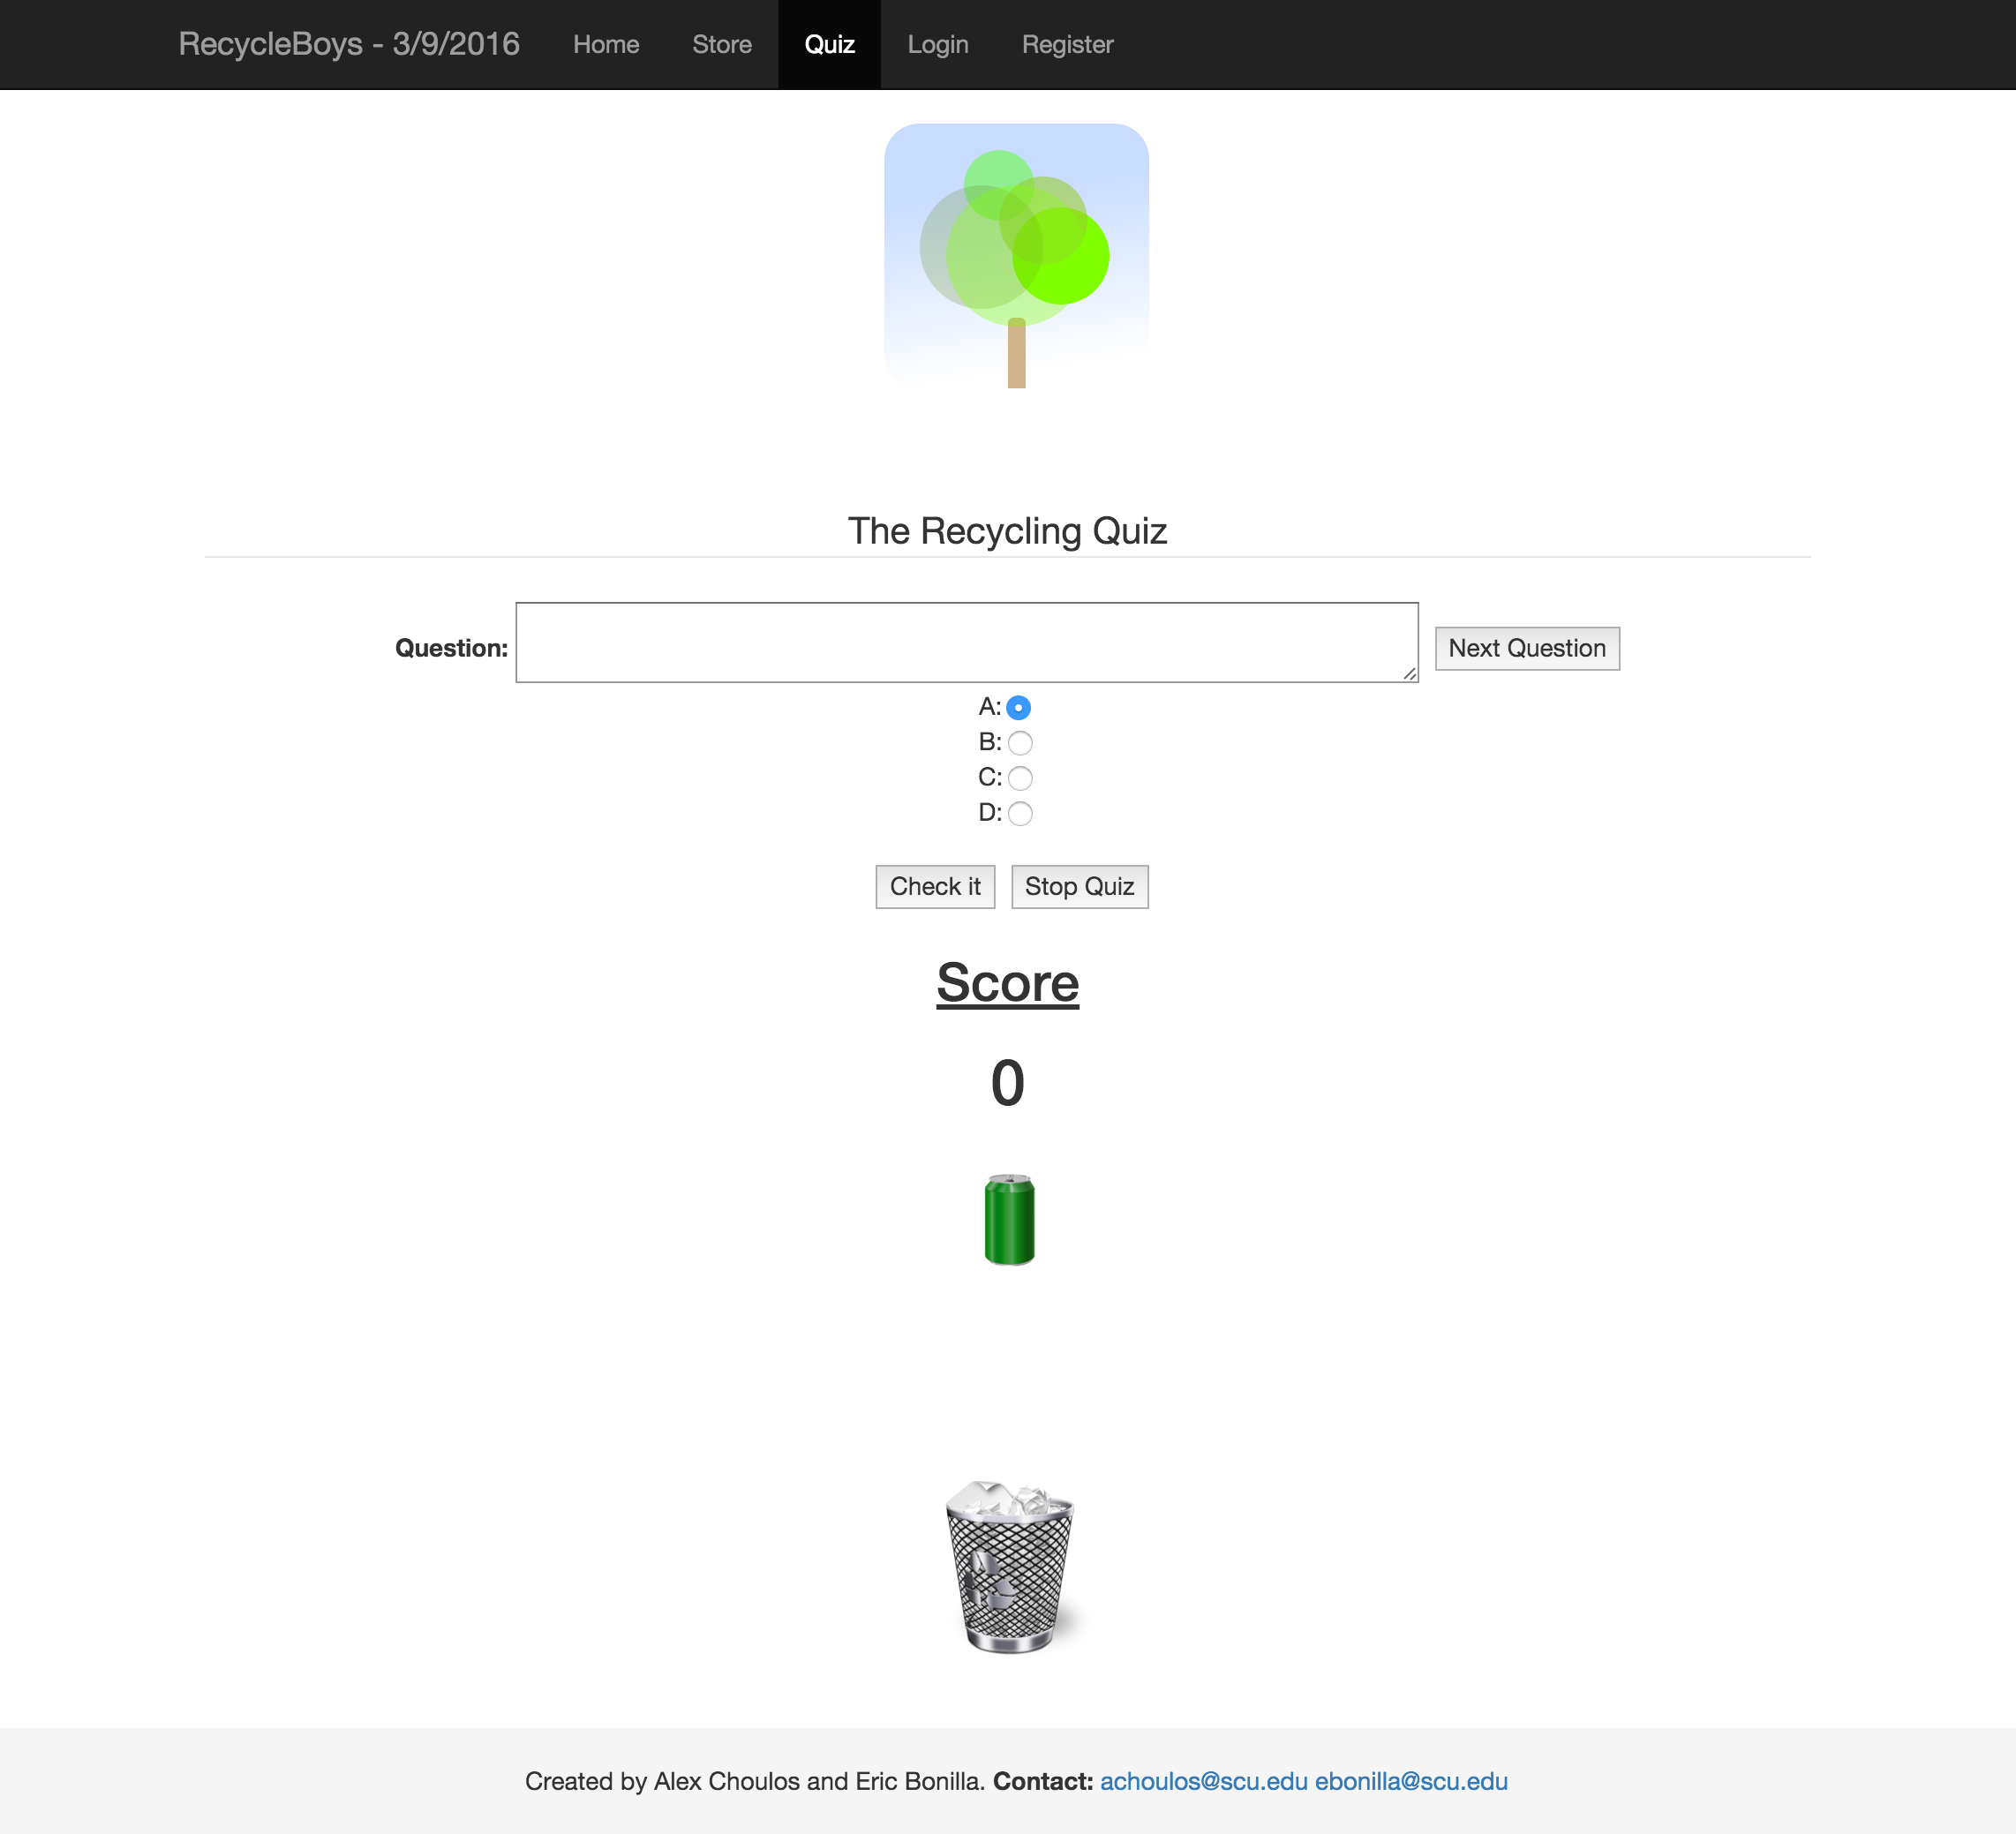 RecycleBoys - 3/9/2016 Home Store Quiz Login Register
The Recycling Quiz
Question: Next Question
A:
B:
C:
D:
Check it Stop Quiz
Score
0
Created by Alex Choulos and Eric Bonilla. Contact: achoulos@scu.edu ebonilla@scu.edu